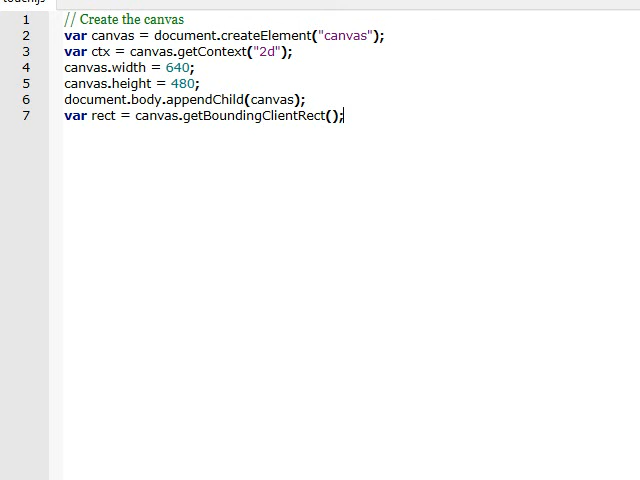 1 // Create the canvas
2 var canvas = document.createElement("canvas");
3 var ctx = canvas.getContext("2d");
4 canvas.width = 640;
5 canvas.height = 480;
6 document.body.appendChild(canvas);
7 var rect = canvas.getBoundingClientRect();